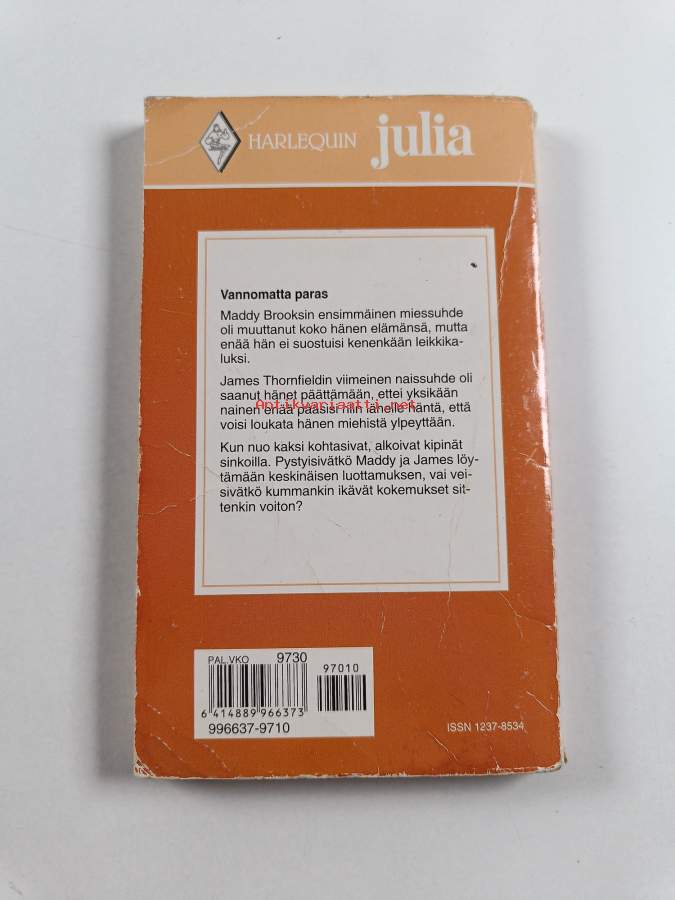 HARLEQUIN julia
Vannomatta paras
Maddy Brooksin ensimmäinen miessuhde
oli muuttanut koko hänen elämänsä, mutta
enää hän ei suostuisi kenenkään leikkika-
luksi.
James Thornfieldin viimeinen naissuhde oli
saanut hänet päättämään, ettei yksikään
nainen enää pääsisi niin lähelle häntä, että
Antikvariaatti.net
voisi loukata hänen miehistä ylpeyttään.
Kun nuo kaksi kohtasivat, alkoivat kipinät
sinkoilla. Pystyisivätkö Maddy ja James löy-
tämään keskinäisen luottamuksen, vai vei-
sivätkö kummankin ikävät kokemukset sit-
tenkin voiton?
PAL.VKO 9730
97010
6 414889 966373
996637-9710
ISSN 1237-8534